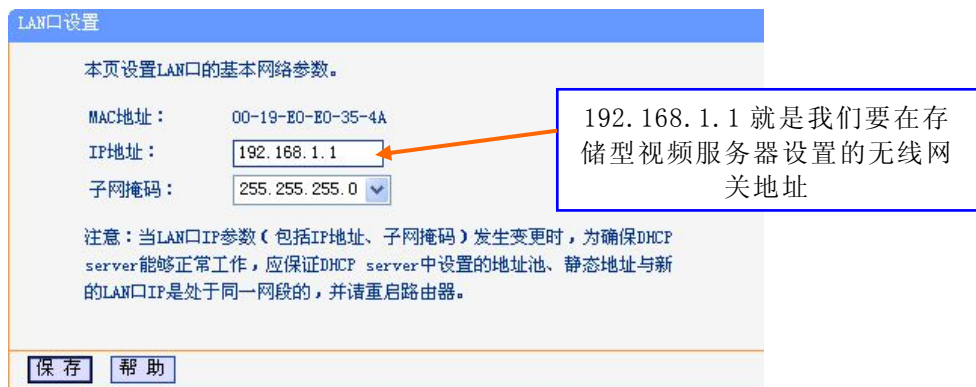 LAN口设置
本页设置LAN口的基本网络参数。
MAC地址： 00-19-E0-E0-35-4A
IP地址： 192.168.1.1
子网掩码： 255.255.255.0
192.168.1.1 就是我们要在存
储型视频服务器设置的无线网
关地址
注意：当LAN口IP参数（包括IP地址、子网掩码）发生变更时，为确保DHCP
server能够正常工作，应保证DHCP server中设置的地址池、静态地址与新
的LAN口IP是处于同一网段的，并请重启路由器。
保 存 帮 助